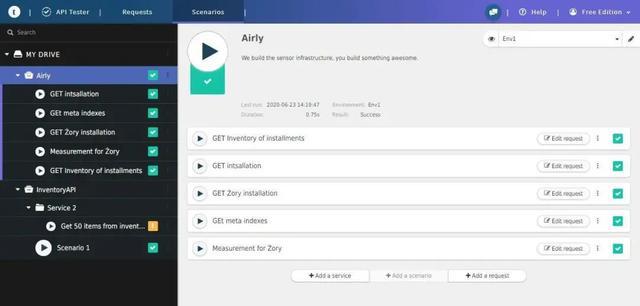 t API Tester Requests Scenarios Help Free Edition
Search
MY DRIVE
Airly
GET intsallation
GEt meta indexes
GET Żory installation
Measurement for Żory
GET Inventory of installments
InventoryAPI
Service 2
Get 50 items from invent...
Scenario 1
Airly
Env1
We build the sensor infrastructure, you build something awesome.
Last run: 2020-06-23 14:19:47 Environment: Env1
Duration: 0.75s Result: Success
GET Inventory of installments Edit request
GET intsallation Edit request
GET Żory installation Edit request
GEt meta indexes Edit request
Measurement for Żory Edit request
+ Add a service + Add a scenario + Add a request